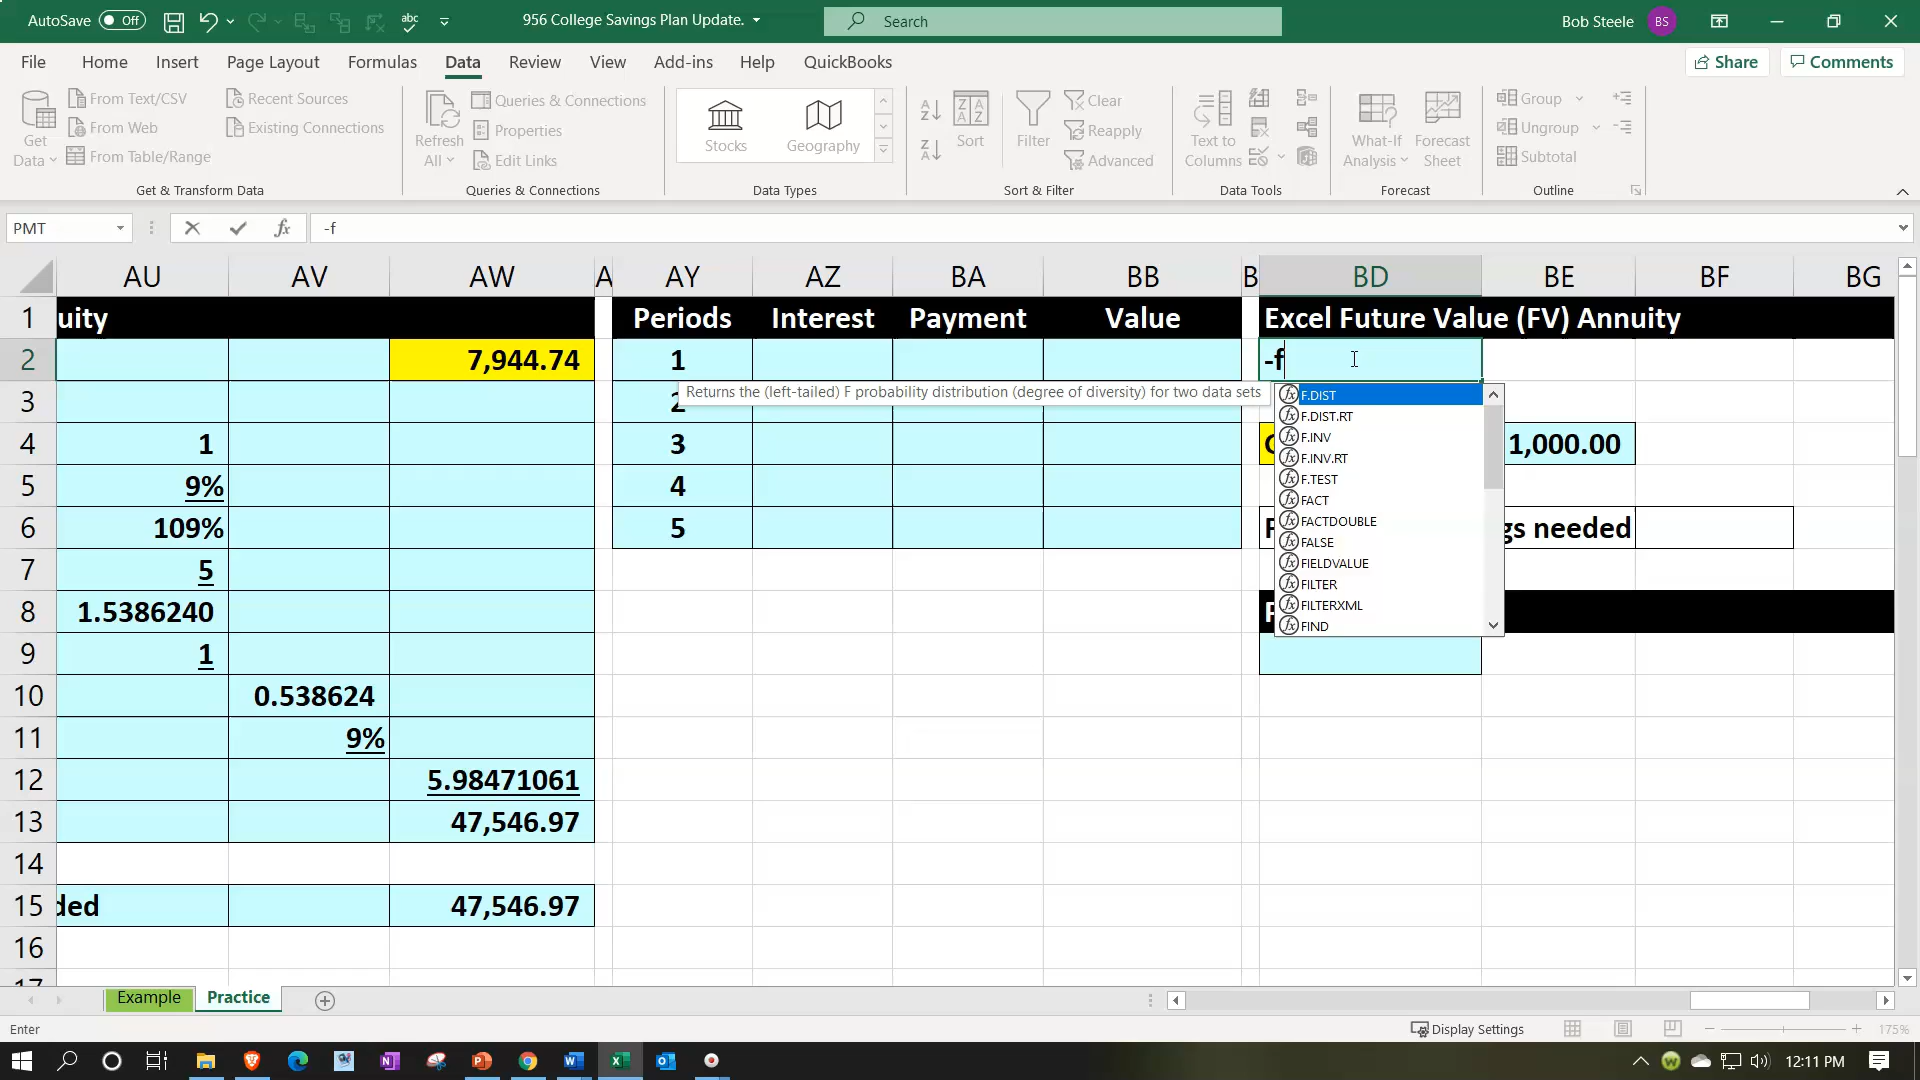 AutoSave Off abc 956 College Savings Plan Update. Search Bob Steele BS
File Home Insert Page Layout Formulas Data Review View Add-ins Help QuickBooks Share Comments
Get Data
From Text/CSV
From Web
From Table/Range
Recent Sources
Existing Connections
Get & Transform Data
Refresh All
Queries & Connections
Properties
Edit Links
Queries & Connections
Stocks Geography
Data Types
Sort
Filter
Clear
Reapply
Advanced
Sort & Filter
Text to Columns
Data Tools
What-If Analysis
Forecast Sheet
Forecast
Group
Ungroup
Subtotal
Outline
PMT fx -f
AU AV AW A AY AZ BA BB B BD BE BF BG
1 uity Periods Interest Payment Value Excel Future Value (FV) Annuity
2 7,944.74 1 -f
Returns the (left-tailed) F probability distribution (degree of diversity) for two data sets
3 2
4 1 3 1,000.00
5 9% 4
6 109% 5 gs needed
7 5
8 1.5386240
9 1
10 0.538624
11 9%
12 5.98471061
13 47,546.97
14
15 ded 47,546.97
16
17
F.DIST
F.DIST.RT
F.INV
F.INV.RT
F.TEST
FACT
FACTDOUBLE
FALSE
FIELDVALUE
FILTER
FILTERXML
FIND
Example Practice
Enter Display Settings 175%
12:11 PM